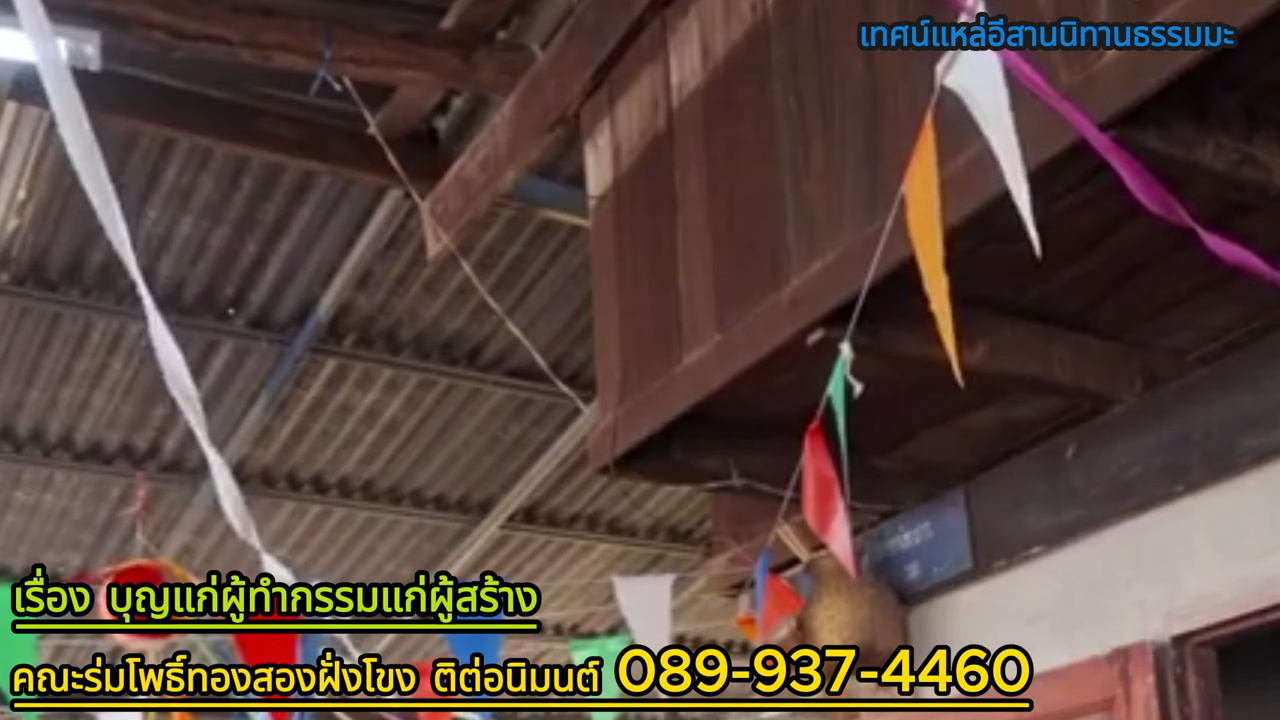 เทศน์แหล่อีสานนิทานธรรมมะ
เรื่อง บุญแก่ผู้ทำกรรมแก่ผู้สร้าง
คณะร่มโพธิ์ทองสองฝั่งโขง ติต่อนิมนต์ 089-937-4460